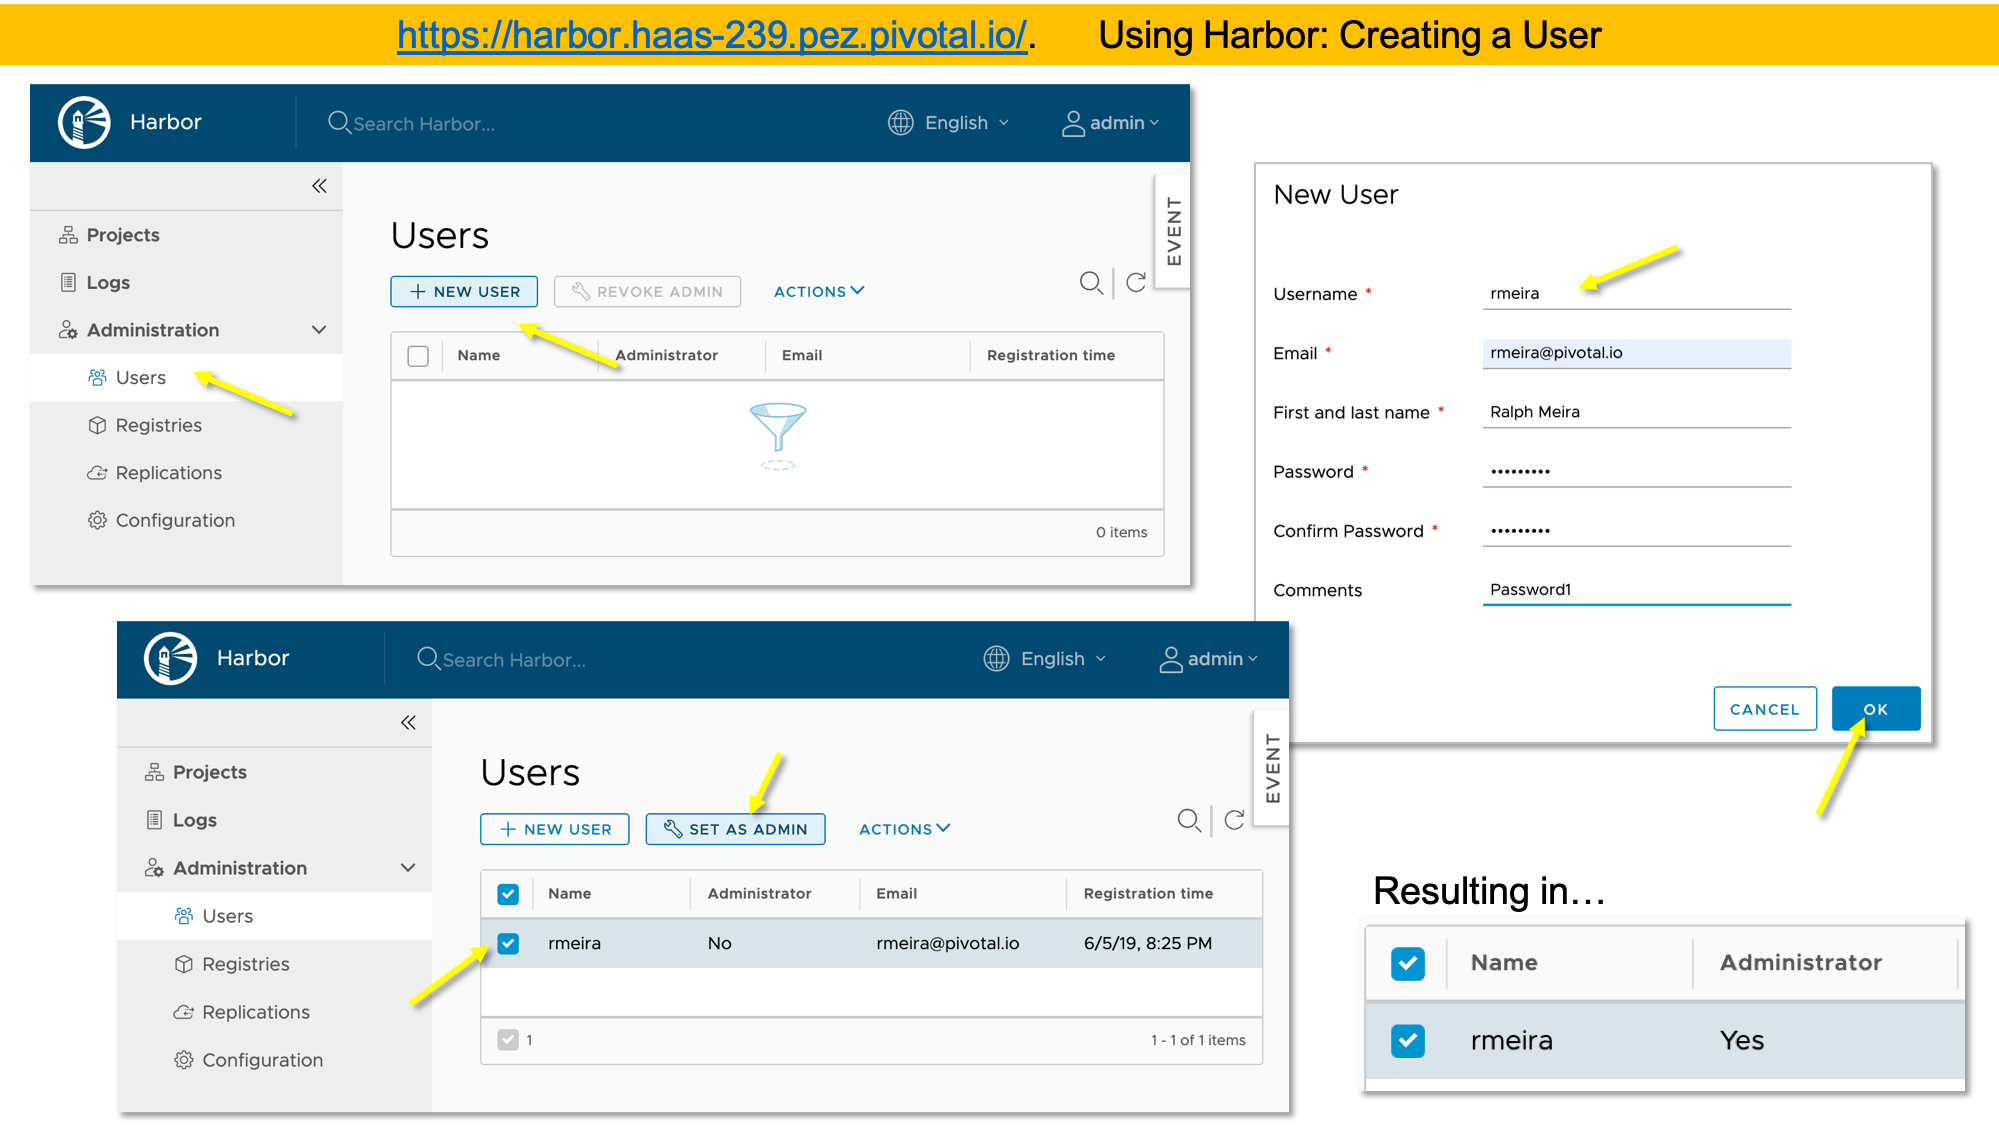 https://harbor.haas-239.pez.pivotal.io/. Using Harbor: Creating a User
Harbor
Search Harbor...
English
admin
Projects
Logs
Administration
Users
Registries
Replications
Configuration
Users
EVENT
+ NEW USER
REVOKE ADMIN
ACTIONS
Name Administrator Email Registration time
0 items
New User
Username * rmeira
Email * rmeira@pivotal.io
First and last name * Ralph Meira
Password * •••••••••
Confirm Password * •••••••••
Comments Password1
CANCEL OK
Harbor
Search Harbor...
English
admin
Projects
Logs
Administration
Users
Registries
Replications
Configuration
Users
EVENT
+ NEW USER
SET AS ADMIN
ACTIONS
Name Administrator Email Registration time
rmeira No rmeira@pivotal.io 6/5/19, 8:25 PM
1
1 - 1 of 1 items
Resulting in…
Name Administrator
rmeira Yes